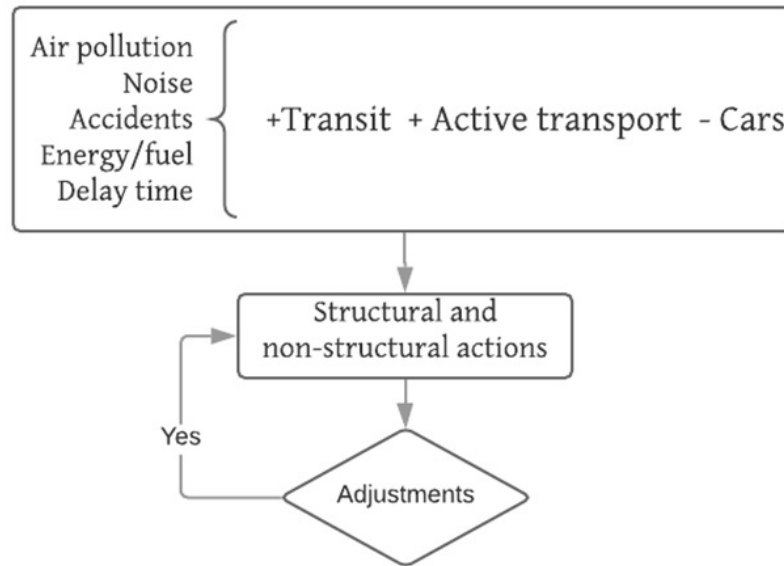 Air pollution
Noise
Accidents
Energy/fuel
Delay time
+Transit + Active transport - Cars
Structural and
non-structural actions
Yes
Adjustments